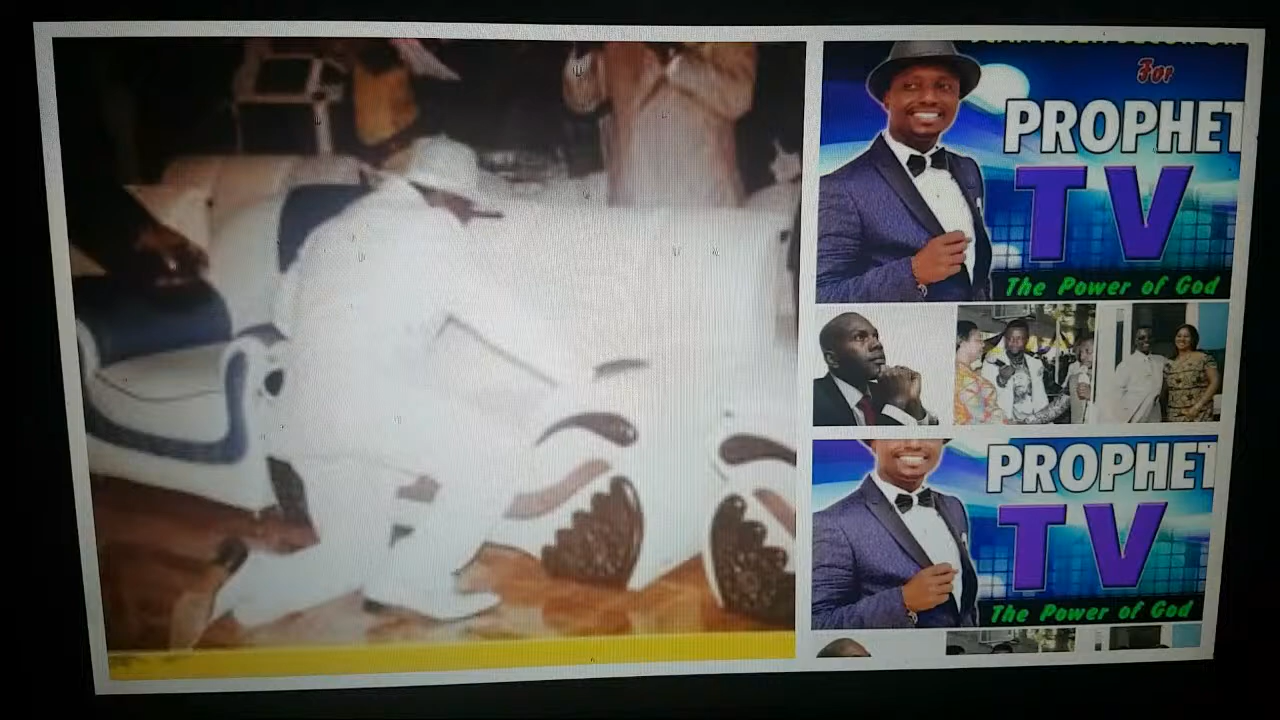 For
PROPHET
TV
The Power of God
PROPHET
TV
The Power of God